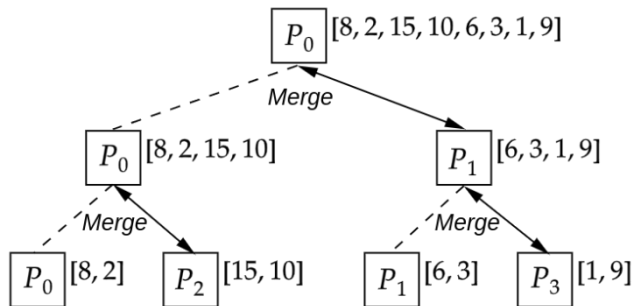 P₀ [8, 2, 15, 10, 6, 3, 1, 9]
Merge
P₀ [8, 2, 15, 10]
P₁ [6, 3, 1, 9]
Merge
Merge
P₀ [8, 2]
P₂ [15, 10]
P₁ [6, 3]
P₃ [1, 9]